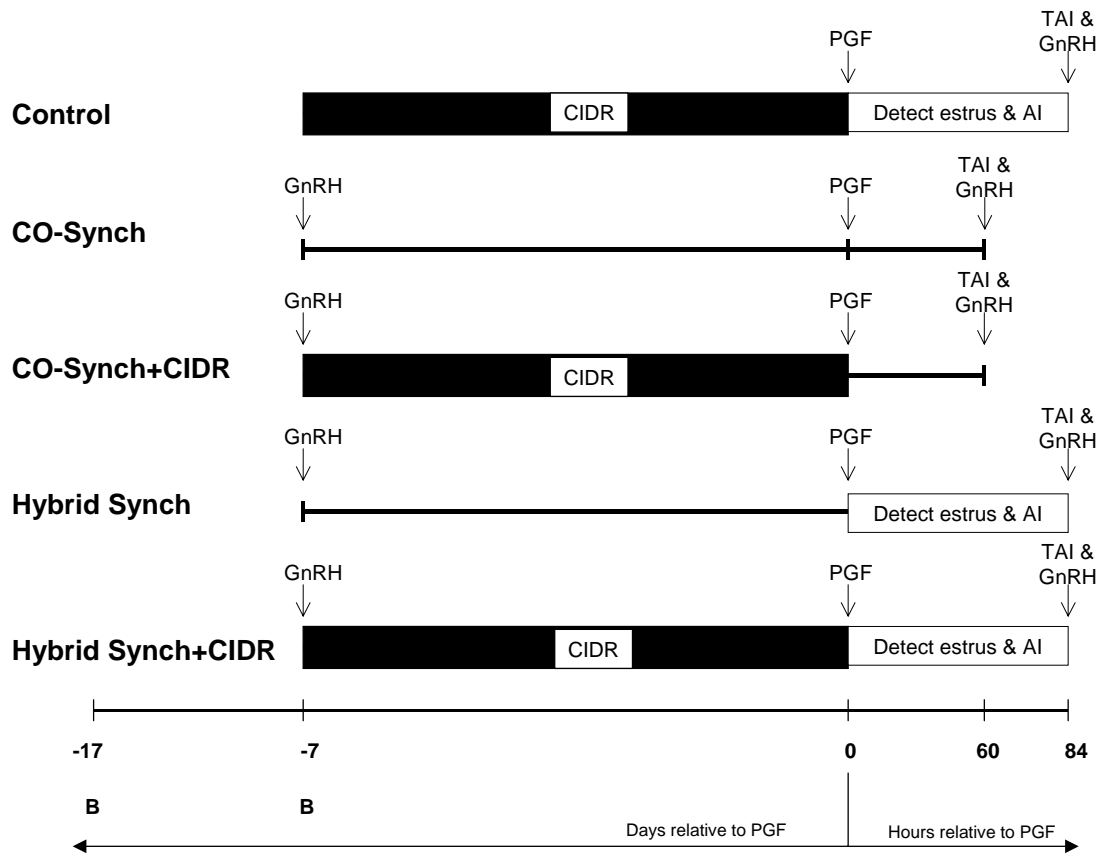 TAI &
PGF
GnRH
Control
CIDR
Detect estrus & AI
TAI &
GnRH
PGF
GnRH
CO-Synch
TAI &
GnRH
PGF
GnRH
CO-Synch+CIDR
CIDR
TAI &
GnRH
PGF
GnRH
Hybrid Synch
Detect estrus & AI
TAI &
GnRH
PGF
GnRH
Hybrid Synch+CIDR
CIDR
Detect estrus & AI
-17
-7
0
60
84
B
B
Days relative to PGF
Hours relative to PGF